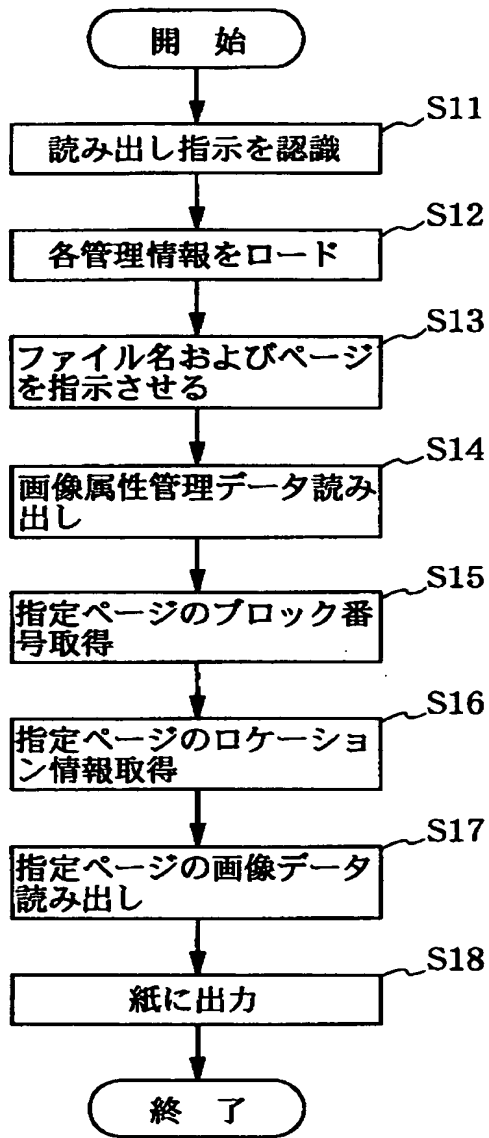 開 始
S11
読み出し指示を認識
S12
各管理情報をロード
S13
ファイル名およびページ
を指示させる
S14
画像属性管理データ読み
出し
S15
指定ページのブロック番
号取得
S16
指定ページのロケーショ
ン情報取得
S17
指定ページの画像データ
読み出し
S18
紙に出力
終 了